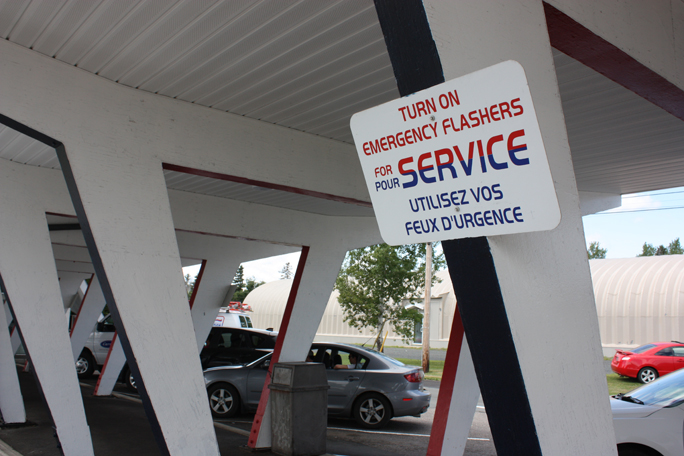 TURN ON
EMERGENCY FLASHERS
FOR
POUR SERVICE
UTILISEZ VOS
FEUX D'URGENCE